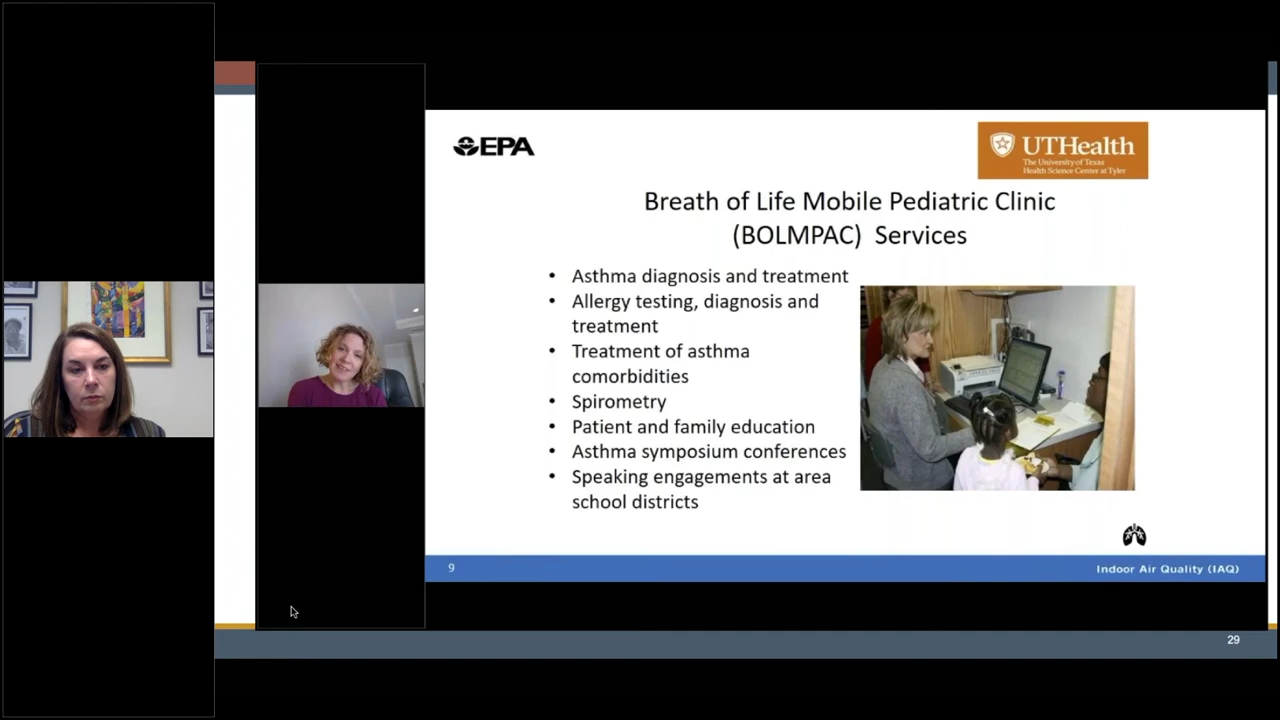 EPA
UTHealth
The University of Texas
Health Science Center at Tyler
Breath of Life Mobile Pediatric Clinic
(BOLMPAC) Services
• Asthma diagnosis and treatment
• Allergy testing, diagnosis and
treatment
• Treatment of asthma
comorbidities
• Spirometry
• Patient and family education
• Asthma symposium conferences
• Speaking engagements at area
school districts
9
Indoor Air Quality (IAQ)
29